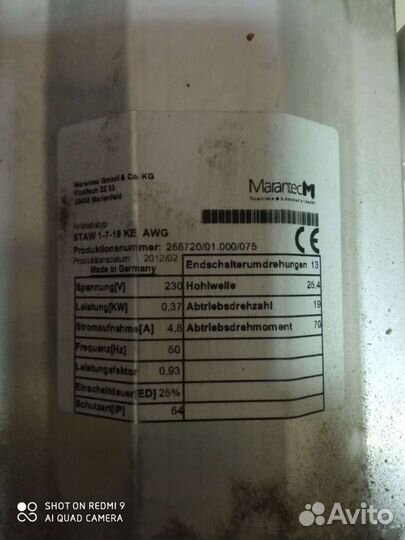 Marantec GmbH & Co. KG
Postfach 22 53
33428 Marienfeld
Marantec M
Antriebstyp:
STAW 1-7-19 KE AWG
Produktionsnummer: 266720/01.000/075
Produktionsdatum: 2012/02
Made in Germany
CE
Endschalterumdrehungen 13
Spannung[V] 230 Hohlwelle 25,4
Leistung[KW] 0,37 Abtriebsdrehzahl 19
Stromaufnahme[A] 4,8 Abtriebsdrehmoment 70
Frequenz[Hz] 50
Leistungsfaktor 0,93
Einschaltdauer[ED] 25%
Schutzart[IP] 54
SHOT ON REDMI 9
AI QUAD CAMERA
Avito